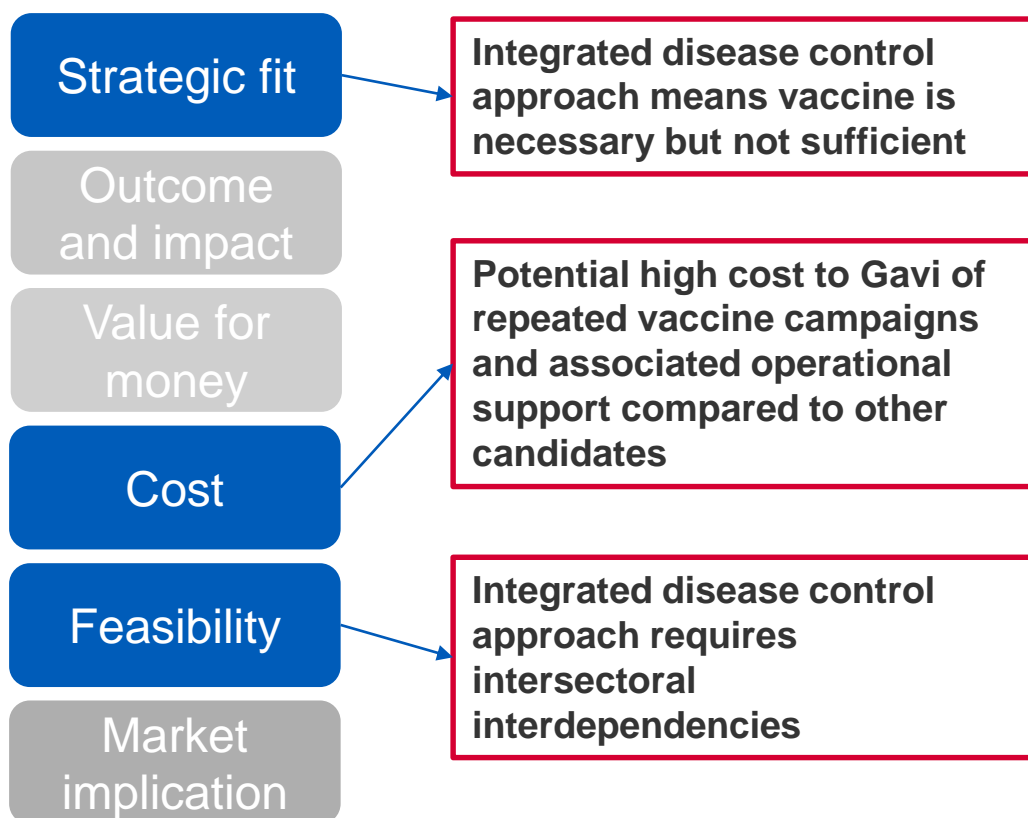 Strategic fit
Integrated disease control
approach means vaccine is
necessary but not sufficient
Outcome
and impact
Value for
money
Potential high cost to Gavi of
repeated vaccine campaigns
and associated operational
support compared to other
candidates
Cost
Feasibility
Integrated disease control
approach requires
intersectoral
interdependencies
Market
implication